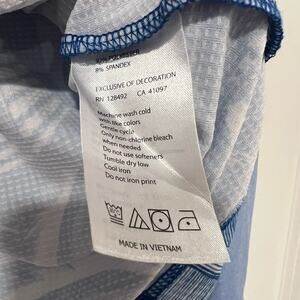 8% SPANDEX
EXCLUSIVE OF DECORATION
RN 128492 CA 41097
Machine wash cold
with like colors
Gentle cycle
Only non-chlorine bleach
when needed
Do not use softeners
Tumble dry low
Cool iron
Do not iron print
MADE IN VIETNAM